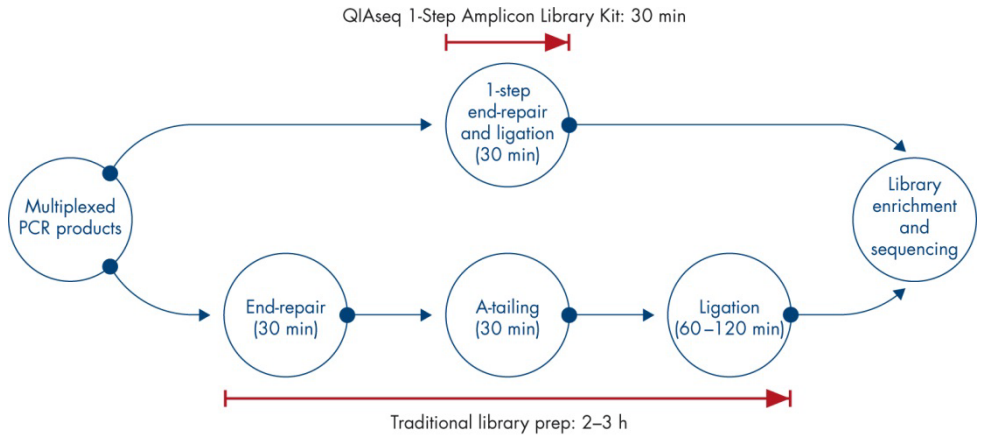 QIAseq 1-Step Amplicon Library Kit: 30 min
1-step
end-repair
and ligation
(30 min)
Multiplexed
PCR products
Library
enrichment
and
sequencing
End-repair
(30 min)
A-tailing
(30 min)
Ligation
(60–120 min)
Traditional library prep: 2–3 h